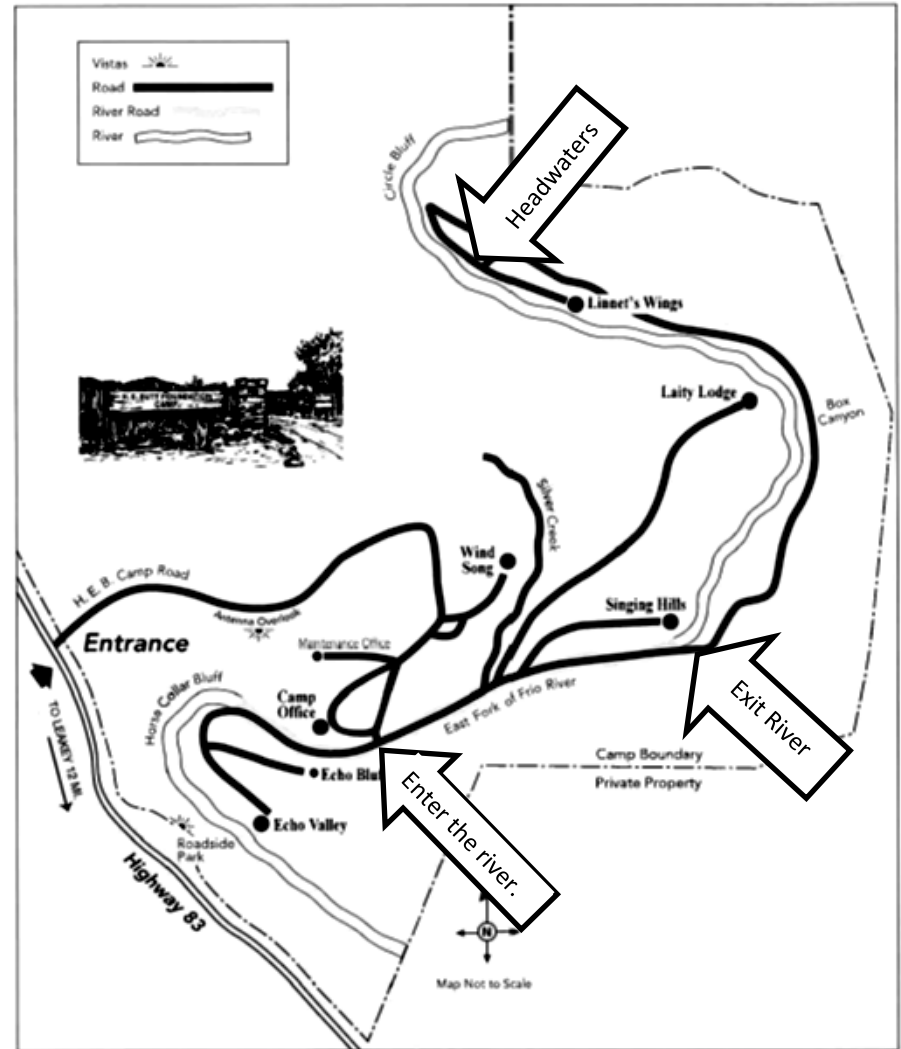 Vistas
Road
River Road
River
Circle Bluff
Headwaters
Linnet's Wings
Laity Lodge
Box
Canyon
Silver Creek
Wind
Song
H. E. B. Camp Road
Antenna Overlook
Singing Hills
Entrance
Maintenance Office
Horse Collar Bluff
Camp
Office
East Fork of Frio River
Exit River
TO LEAKEY 12 MI.
Camp Boundary
Private Property
Echo
Enter the river.
Echo Valley
Roadside
Park
Highway 83
N
Map Not to Scale